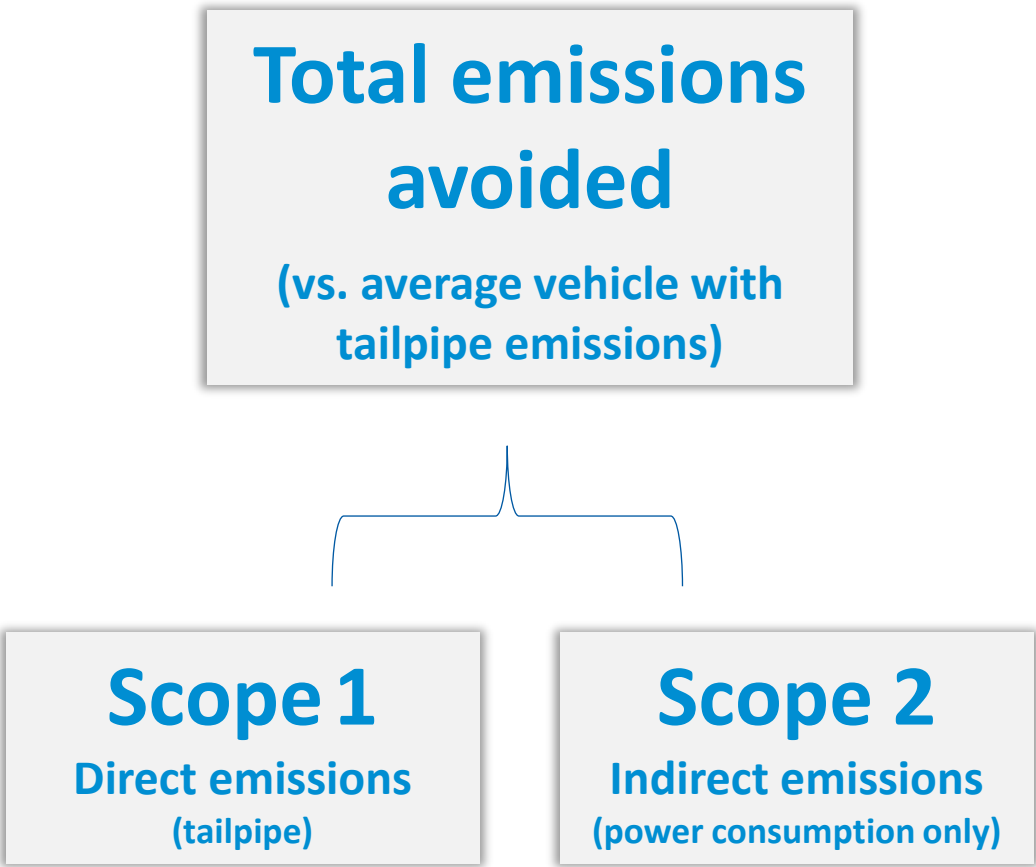 Total emissions
avoided
(vs. average vehicle with
tailpipe emissions)
Scope 1
Direct emissions
(tailpipe)
Scope 2
Indirect emissions
(power consumption only)